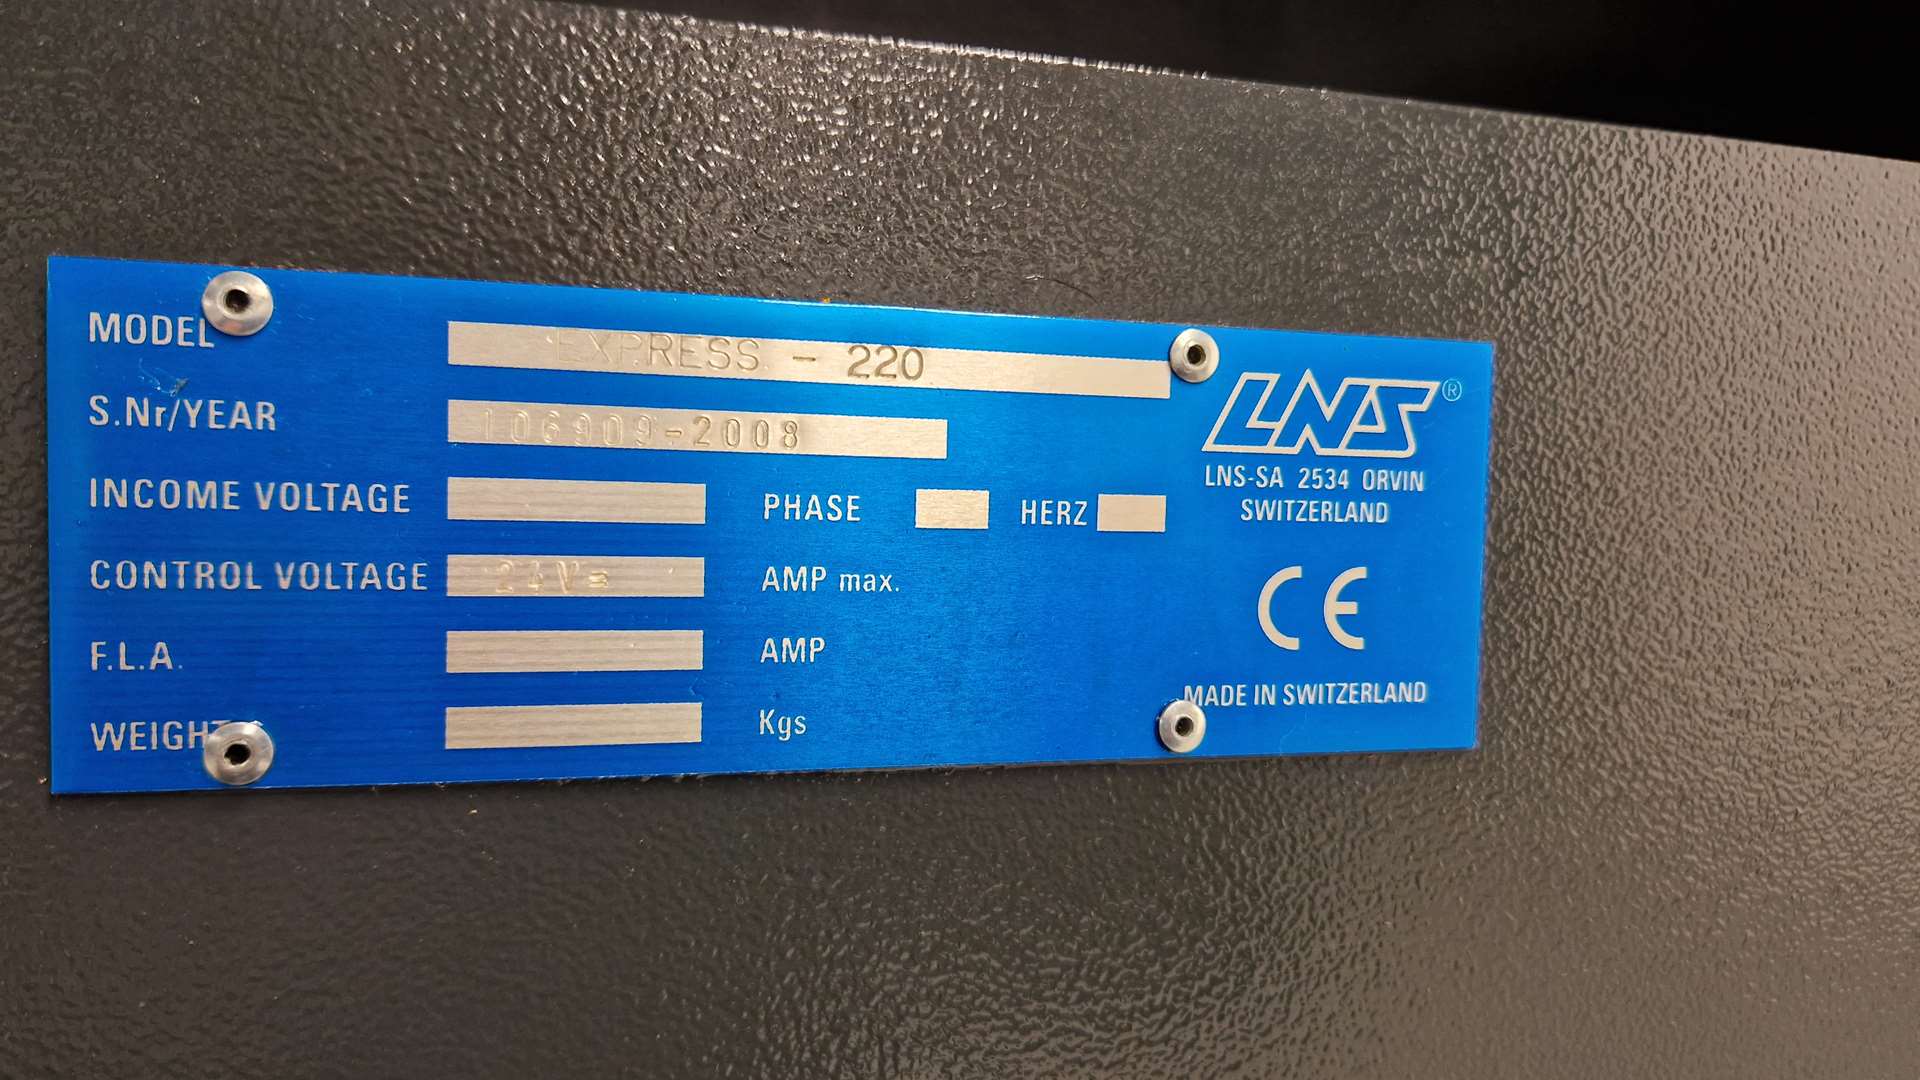 MODEL EXPRESS - 220
S.Nr/YEAR 106909-2008
INCOME VOLTAGE PHASE HERZ
CONTROL VOLTAGE 24V= AMP max.
F.L.A. AMP
WEIGHT Kgs
LNS®
LNS-SA 2534 ORVIN
SWITZERLAND
CE
MADE IN SWITZERLAND